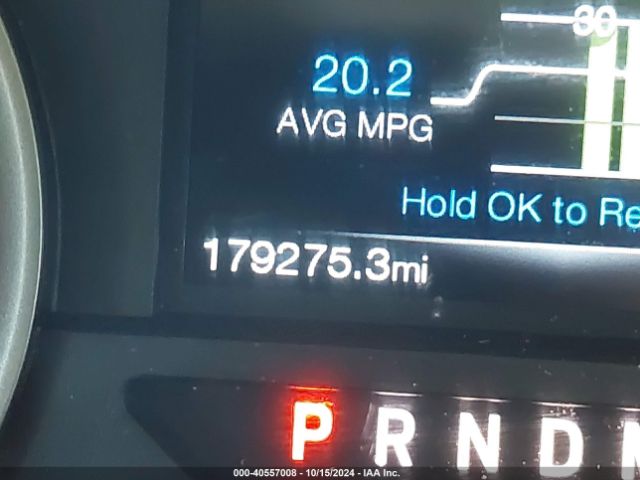 30
20.2
AVG MPG
Hold OK to Re
179275.3mi
P R N D M
000-40557008 - 10/15/2024 - IAA Inc.